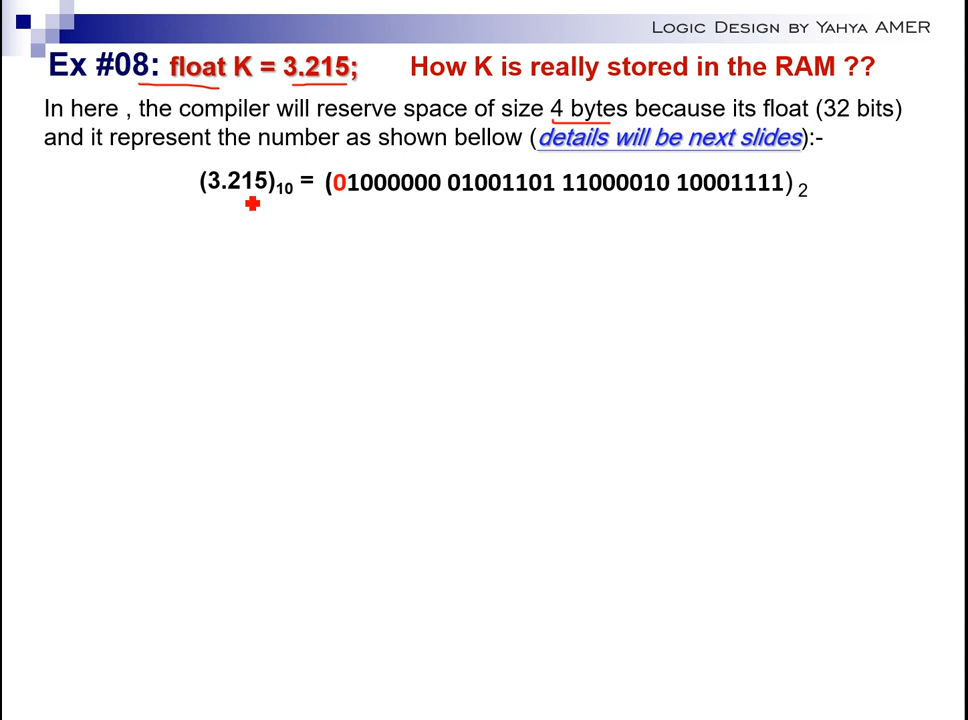 Logic Design by Yahya AMER
Ex #08: float K = 3.215; How K is really stored in the RAM ??
In here , the compiler will reserve space of size 4 bytes because its float (32 bits)
and it represent the number as shown bellow (details will be next slides):-
(3.215)10 = (01000000 01001101 11000010 10001111)2